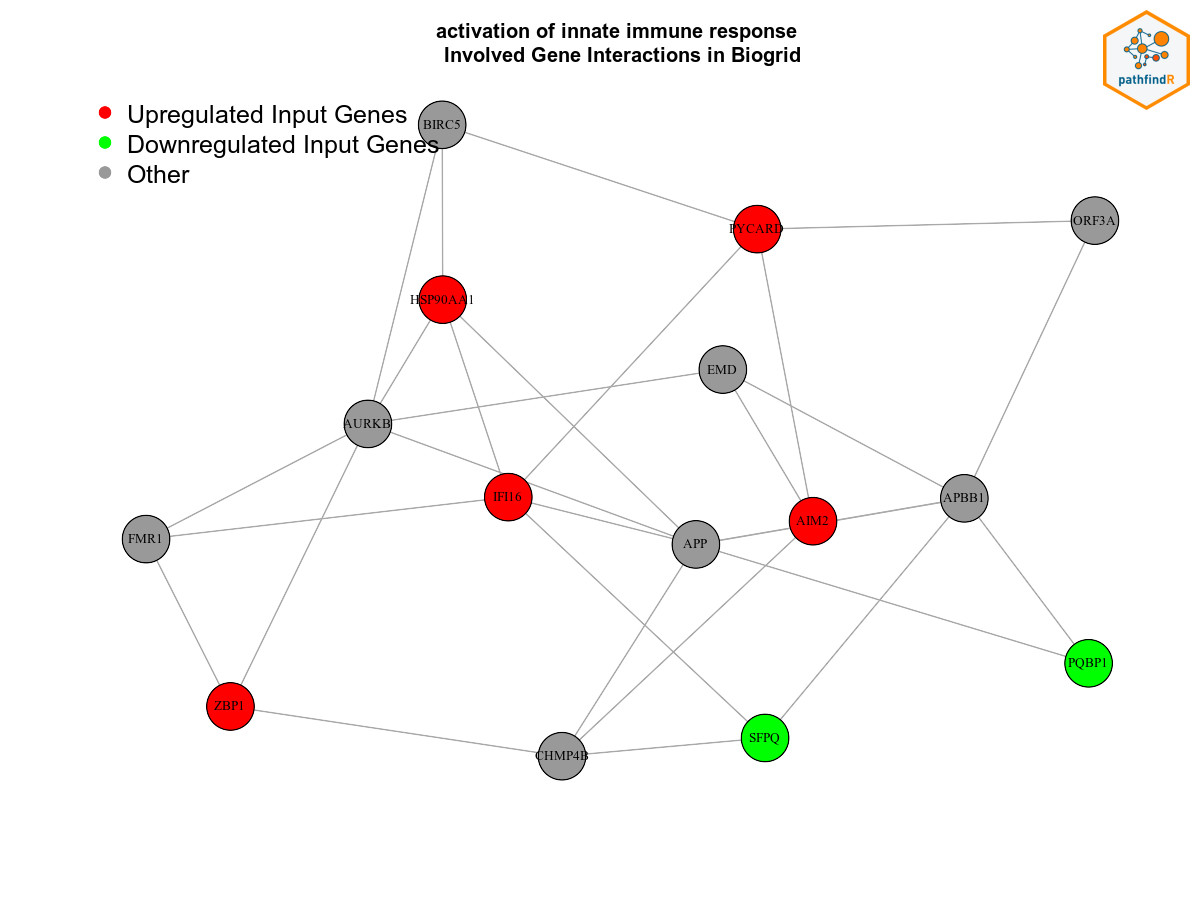 activation of innate immune response
Involved Gene Interactions in Biogrid
pathfindR
Upregulated Input Genes
Downregulated Input Genes
Other
BIRC5
PYCARD
ORF3A
HSP90AA1
EMD
AURKB
IFI16
APBB1
AIM2
FMR1
APP
PQBP1
ZBP1
SFPQ
CHMP4B